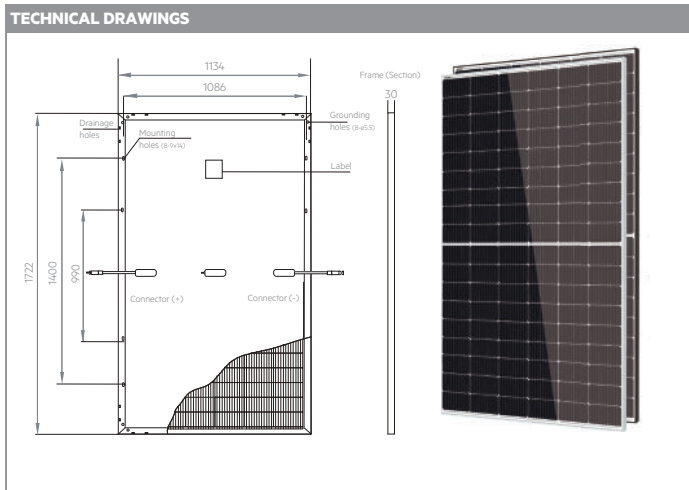 TECHNICAL DRAWINGS
1134
1086
Frame (Section)
30
Drainage
holes
Mounting
holes (8-9x14)
Grounding
holes (8-ø5.5)
Label
1722
1400
990
Connector (+)
Connector (-)